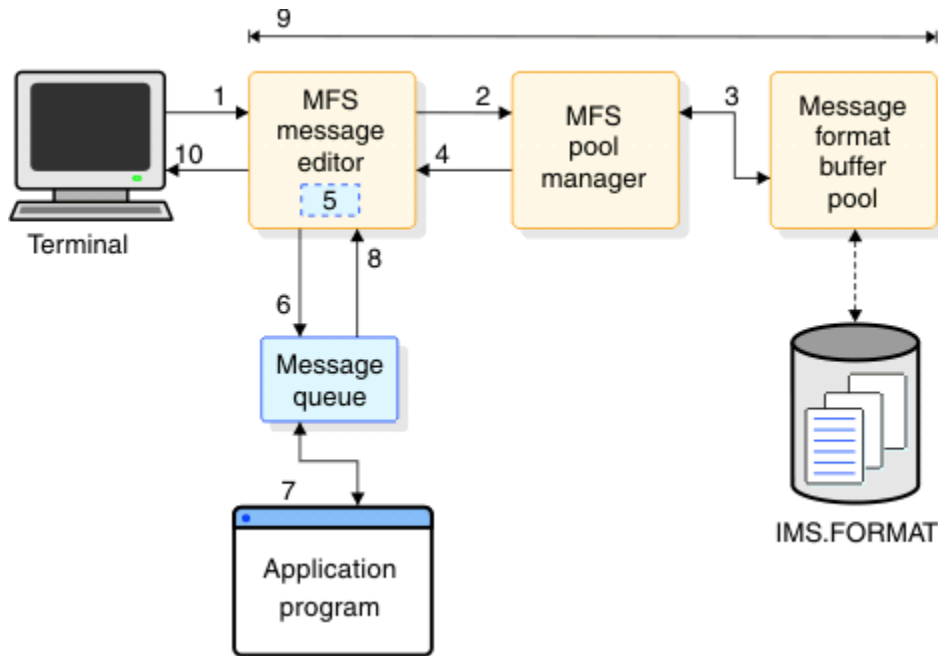 9
1
MFS
message
editor
2
MFS
pool
manager
3
Message
format
buffer
pool
10
4
5
Terminal
8
6
Message
queue
7
Application
program
IMS.FORMAT